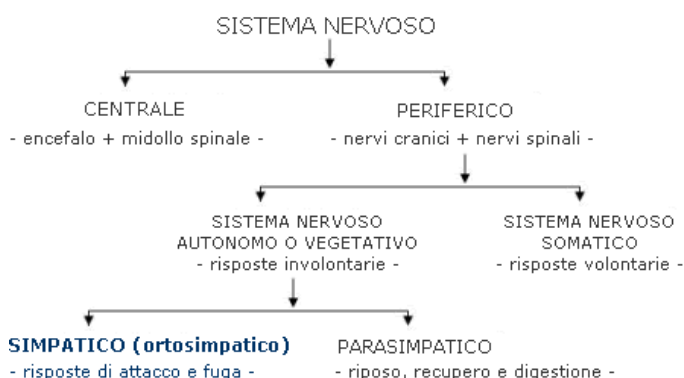 SISTEMA NERVOSO
CENTRALE
- encefalo + midollo spinale -
PERIFERICO
- nervi cranici + nervi spinali -
SISTEMA NERVOSO
AUTONOMO O VEGETATIVO
- risposte involontarie -
SISTEMA NERVOSO
SOMATICO
- risposte volontarie -
SIMPATICO (ortosimpatico)
- risposte di attacco e fuga -
PARASIMPATICO
- riposo, recupero e digestione -